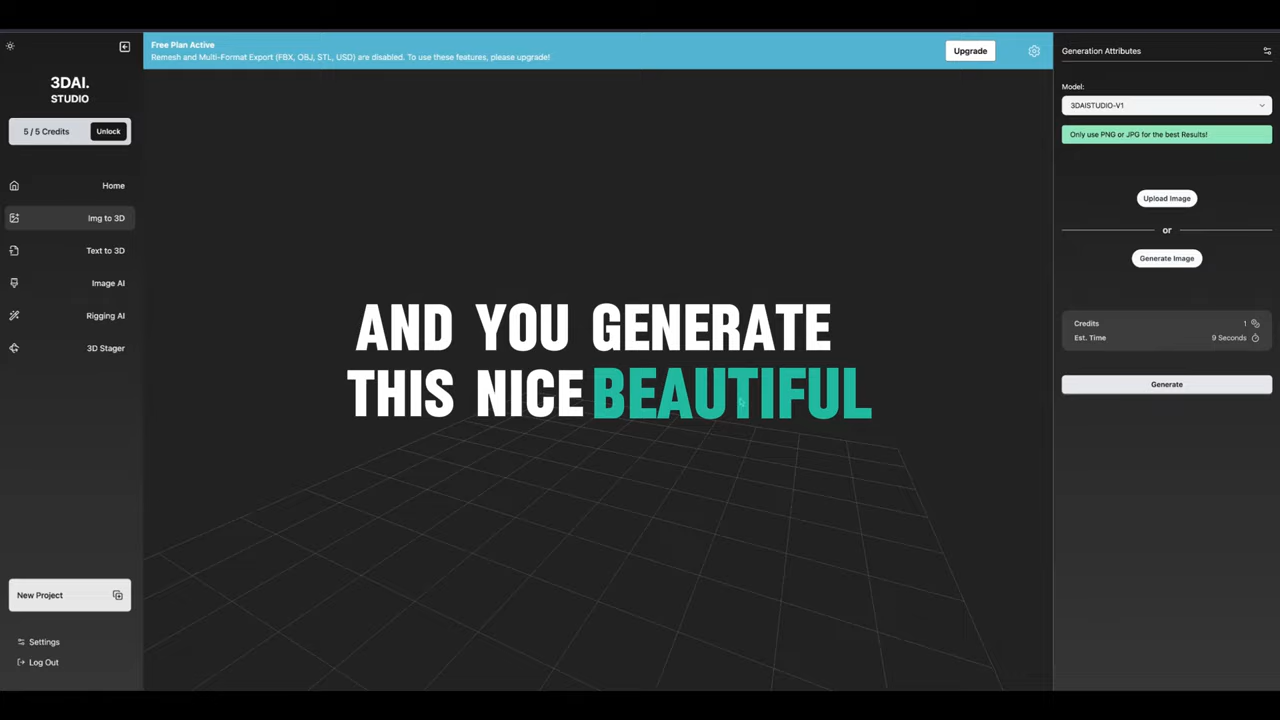 3DAI.
STUDIO
5 / 5 Credits
Unlock
Home
Img to 3D
Text to 3D
Image AI
Rigging AI
3D Stager
New Project
Settings
Log Out
Free Plan Active
Remesh and Multi-Format Export (FBX, OBJ, STL, USD) are disabled. To use these features, please upgrade!
Upgrade
AND YOU GENERATE
THIS NICE BEAUTIFUL
Generation Attributes
Model:
3DAISTUDIO-V1
Only use PNG or JPG for the best Results!
Upload Image
or
Generate Image
Credits 1
Est. Time 9 Seconds
Generate